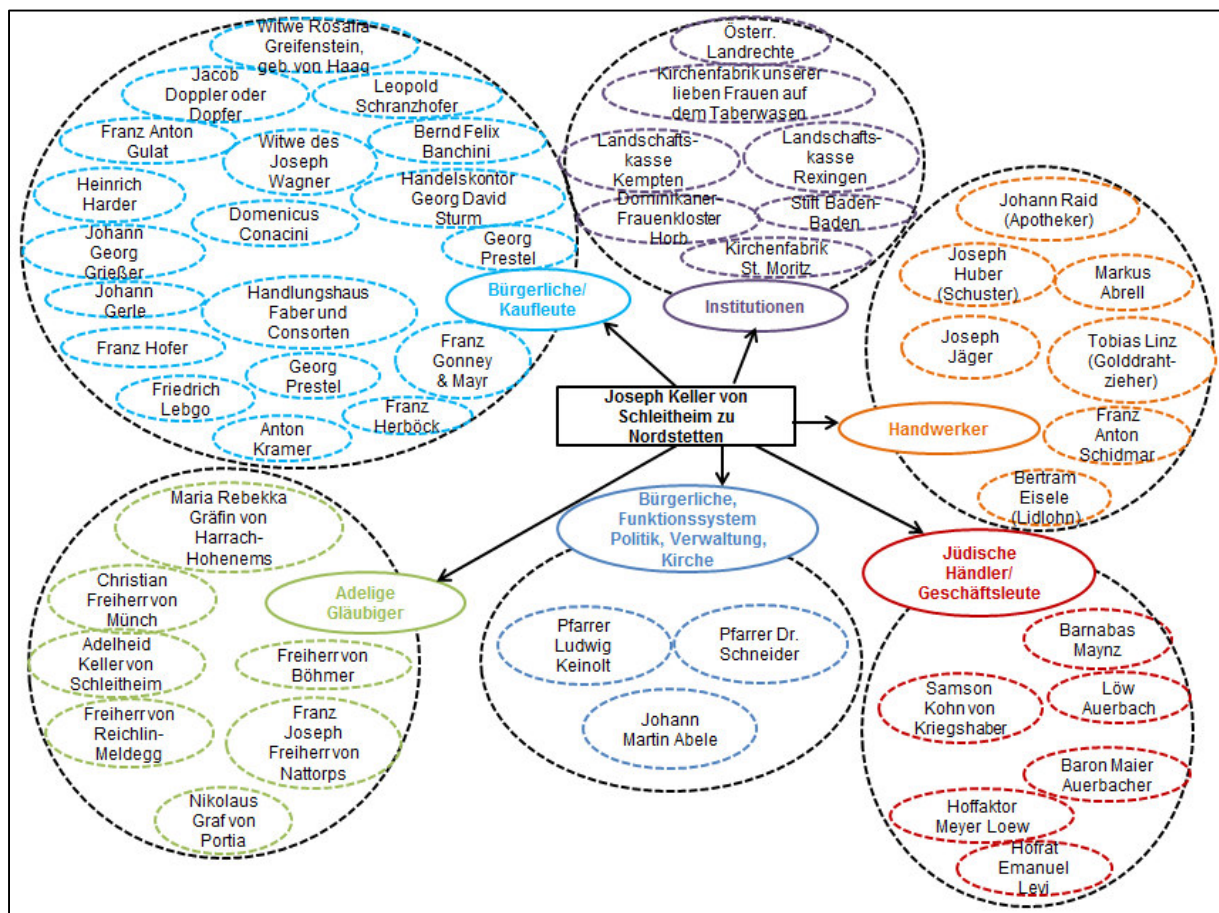 Witwe Rosalia
Greifenstein,
geb. von Haag
Jacob
Doppler oder
Dopfer
Leopold
Schranzhofer
Franz Anton
Gulat
Witwe des
Joseph
Wagner
Bernd Felix
Banchini
Heinrich
Harder
Handelskontor
Georg David
Sturm
Domenicus
Conacini
Johann
Georg
Grießer
Georg
Prestel
Johann
Gerle
Handlungshaus
Faber und
Consorten
Bürgerliche/
Kaufleute
Franz Hofer
Franz
Gonney
& Mayr
Georg
Prestel
Friedrich
Lebgo
Franz
Herböck
Anton
Kramer
Österr.
Landrechte
Kirchenfabrik unserer
lieben Frauen auf
dem Taberwasen
Landschafts-
kasse
Kempten
Landschafts-
kasse
Rexingen
Dominikaner-
Frauenkloster
Horb
Stift Baden-
Baden
Kirchenfabrik
St. Moritz
Institutionen
Johann Raid
(Apotheker)
Joseph
Huber
(Schuster)
Markus
Abrell
Joseph
Jäger
Tobias Linz
(Golddraht-
zieher)
Handwerker
Franz
Anton
Schidmar
Bertram
Eisele
(Lidlohn)
Joseph Keller von
Schleitheim zu
Nordstetten
Maria Rebekka
Gräfin von
Harrach-
Hohenems
Christian
Freiherr von
Münch
Adelige
Gläubiger
Adelheid
Keller von
Schleitheim
Freiherr von
Böhmer
Freiherr von
Reichlin-
Meldegg
Franz
Joseph
Freiherr von
Nattorps
Nikolaus
Graf von
Portia
Bürgerliche,
Funktionssystem
Politik, Verwaltung,
Kirche
Pfarrer
Ludwig
Keinolt
Pfarrer Dr.
Schneider
Johann
Martin Abele
Jüdische
Händler/
Geschäftsleute
Barnabas
Maynz
Samson
Kohn von
Kriegshaber
Löw
Auerbach
Baron Maier
Auerbacher
Hoffaktor
Meyer Loew
Hofrat
Emanuel
Levi